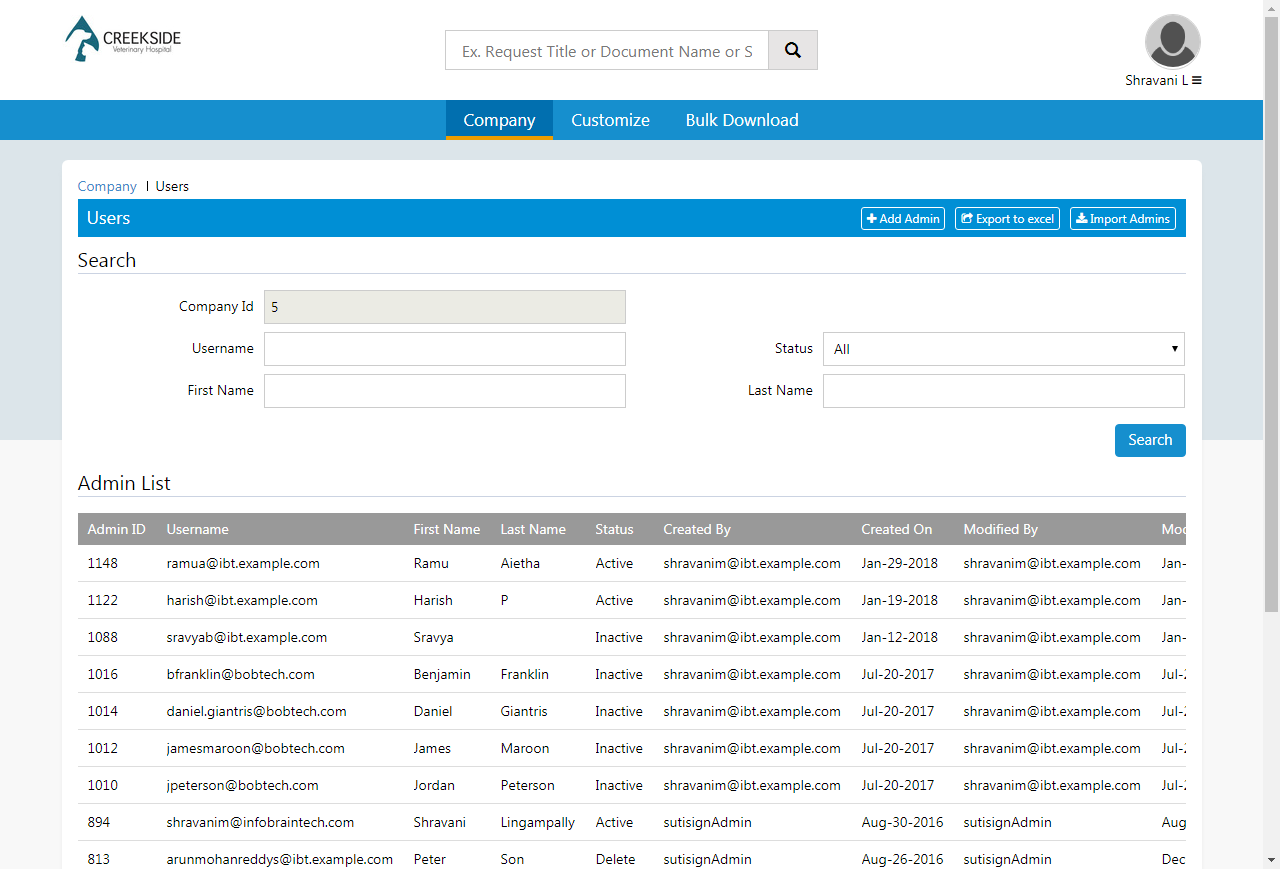 CREEKSIDE
Veterinary Hospital
Ex. Request Title or Document Name or S
Shravani L
Company Customize Bulk Download
Company | Users
Users Add Admin Export to excel Import Admins
Search
Company Id 5
Username Status All
First Name Last Name
Search
Admin List
Admin ID Username First Name Last Name Status Created By Created On Modified By Moc
1148 ramua@ibt.example.com Ramu Aietha Active shravanim@ibt.example.com Jan-29-2018 shravanim@ibt.example.com Jan-
1122 harish@ibt.example.com Harish P Active shravanim@ibt.example.com Jan-19-2018 shravanim@ibt.example.com Jan-
1088 sravyab@ibt.example.com Sravya Inactive shravanim@ibt.example.com Jan-12-2018 shravanim@ibt.example.com Jan-
1016 bfranklin@bobtech.com Benjamin Franklin Inactive shravanim@ibt.example.com Jul-20-2017 shravanim@ibt.example.com Jul-2
1014 daniel.giantris@bobtech.com Daniel Giantris Inactive shravanim@ibt.example.com Jul-20-2017 shravanim@ibt.example.com Jul-2
1012 jamesmaroon@bobtech.com James Maroon Inactive shravanim@ibt.example.com Jul-20-2017 shravanim@ibt.example.com Jul-2
1010 jpeterson@bobtech.com Jordan Peterson Inactive shravanim@ibt.example.com Jul-20-2017 shravanim@ibt.example.com Jul-2
894 shravanim@infobraintech.com Shravani Lingampally Active sutisignAdmin Aug-30-2016 sutisignAdmin Aug
813 arunmohanreddys@ibt.example.com Peter Son Delete sutisignAdmin Aug-26-2016 sutisignAdmin Dec